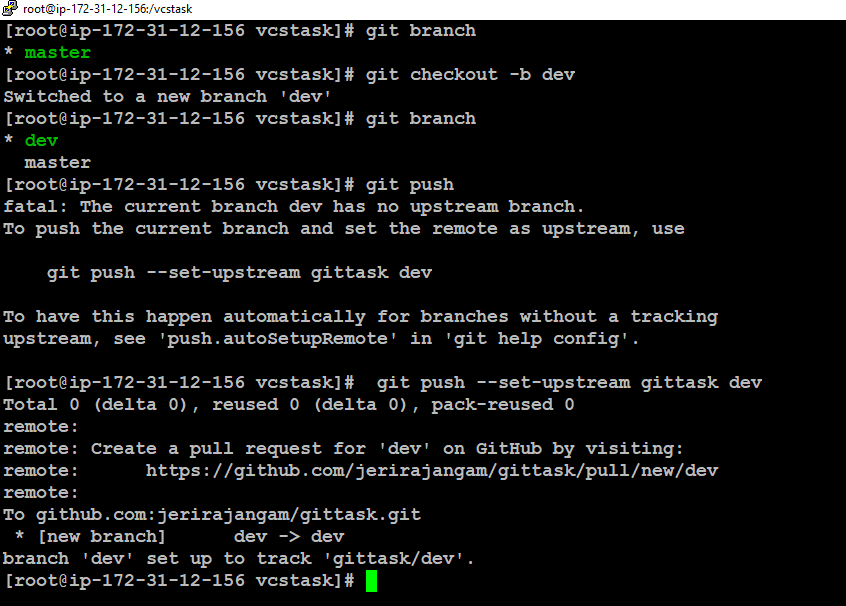 root@ip-172-31-12-156:/vcstask
[root@ip-172-31-12-156 vcstask]# git branch
* master
[root@ip-172-31-12-156 vcstask]# git checkout -b dev
Switched to a new branch 'dev'
[root@ip-172-31-12-156 vcstask]# git branch
* dev
  master
[root@ip-172-31-12-156 vcstask]# git push
fatal: The current branch dev has no upstream branch.
To push the current branch and set the remote as upstream, use
    git push --set-upstream gittask dev
To have this happen automatically for branches without a tracking
upstream, see 'push.autoSetupRemote' in 'git help config'.
[root@ip-172-31-12-156 vcstask]#  git push --set-upstream gittask dev
Total 0 (delta 0), reused 0 (delta 0), pack-reused 0
remote:
remote: Create a pull request for 'dev' on GitHub by visiting:
remote:      https://github.com/jerirajangam/gittask/pull/new/dev
remote:
To github.com:jerirajangam/gittask.git
 * [new branch]      dev -> dev
branch 'dev' set up to track 'gittask/dev'.
[root@ip-172-31-12-156 vcstask]#